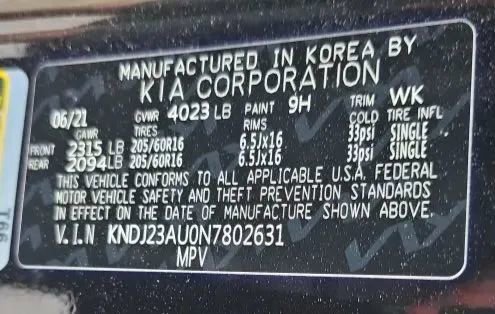 MANUFACTURED IN KOREA BY
KIA CORPORATION
06/21 GVWR 4023 LB PAINT 9H TRIM WK
GAWR TIRES RIMS COLD TIRE INFL
FRONT 2315 LB 205/60R16 6.5Jx16 33psi SINGLE
REAR 2094 LB 205/60R16 6.5Jx16 33psi SINGLE
THIS VEHICLE CONFORMS TO ALL APPLICABLE U.S.A. FEDERAL
MOTOR VEHICLE SAFETY AND THEFT PREVENTION STANDARDS
IN EFFECT ON THE DATE OF MANUFACTURE SHOWN ABOVE.
V.I.N KNDJ23AU0N7802631
MPV